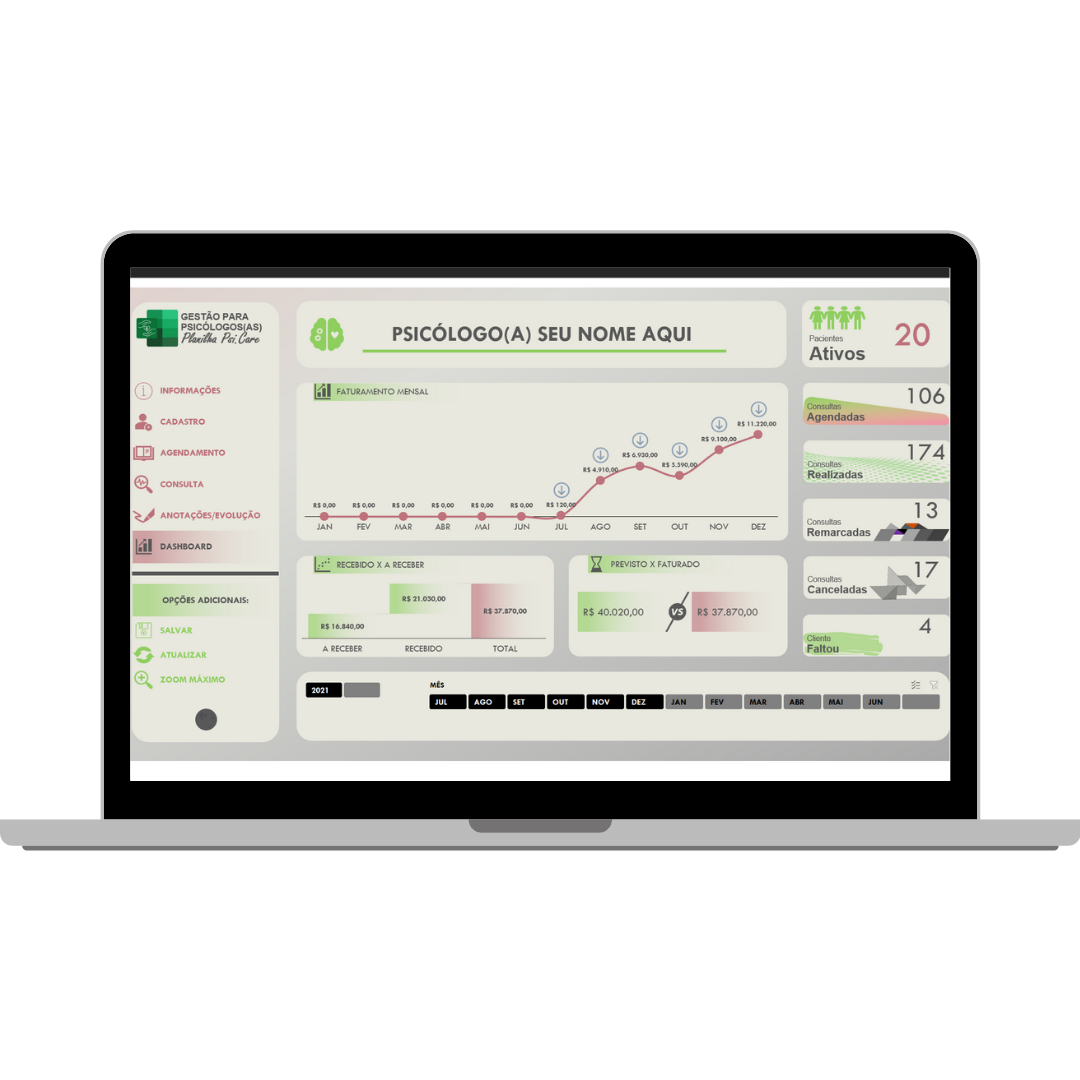 GESTÃO PARA
PSICÓLOGOS(AS)
Planilha Psi.Care
INFORMAÇÕES
CADASTRO
AGENDAMENTO
CONSULTA
ANOTAÇÕES/EVOLUÇÃO
DASHBOARD
OPÇÕES ADICIONAIS:
SALVAR
ATUALIZAR
ZOOM MÁXIMO
PSICÓLOGO(A) SEU NOME AQUI
FATURAMENTO MENSAL
R$ 0,00 R$ 0,00 R$ 0,00 R$ 0,00 R$ 0,00 R$ 0,00 R$ 120,00 R$ 4.910,00 R$ 6.930,00 R$ 5.590,00 R$ 9.100,00 R$ 11.220,00
JAN FEV MAR ABR MAI JUN JUL AGO SET OUT NOV DEZ
RECEBIDO X A RECEBER
R$ 16.840,00 R$ 21.030,00 R$ 37.870,00
A RECEBER RECEBIDO TOTAL
PREVISTO X FATURADO
R$ 40.020,00 VS R$ 37.870,00
2021
MÊS
JUL AGO SET OUT NOV DEZ JAN FEV MAR ABR MAI JUN
Pacientes
Ativos
20
106
Consultas
Agendadas
174
Consultas
Realizadas
13
Consultas
Remarcadas
17
Consultas
Canceladas
4
Cliente
Faltou